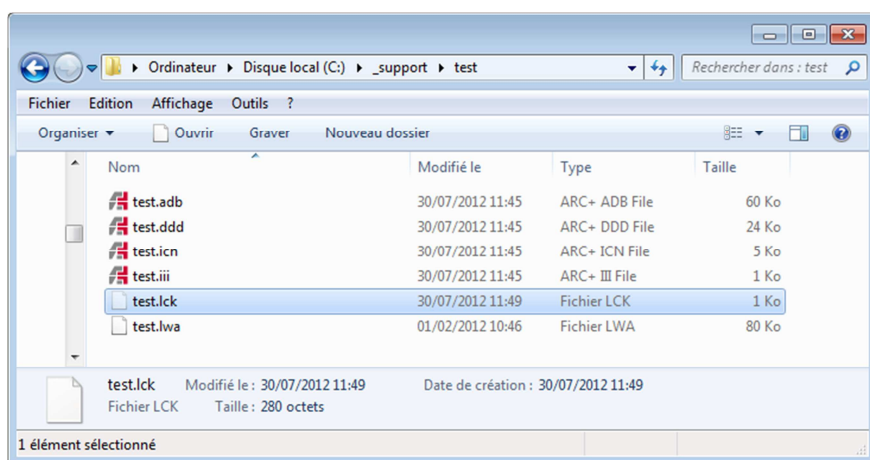 Ordinateur Disque local (C:) _support test Rechercher dans : test
Fichier Edition Affichage Outils ?
Organiser Ouvrir Graver Nouveau dossier
Nom Modifié le Type Taille
test.adb 30/07/2012 11:45 ARC+ ADB File 60 Ko
test.ddd 30/07/2012 11:45 ARC+ DDD File 24 Ko
test.icn 30/07/2012 11:45 ARC+ ICN File 5 Ko
test.iii 30/07/2012 11:45 ARC+ III File 1 Ko
test.lck 30/07/2012 11:49 Fichier LCK 1 Ko
test.lwa 01/02/2012 10:46 Fichier LWA 80 Ko
test.lck Modifié le : 30/07/2012 11:49 Date de création : 30/07/2012 11:49
Fichier LCK Taille : 280 octets
1 élément sélectionné